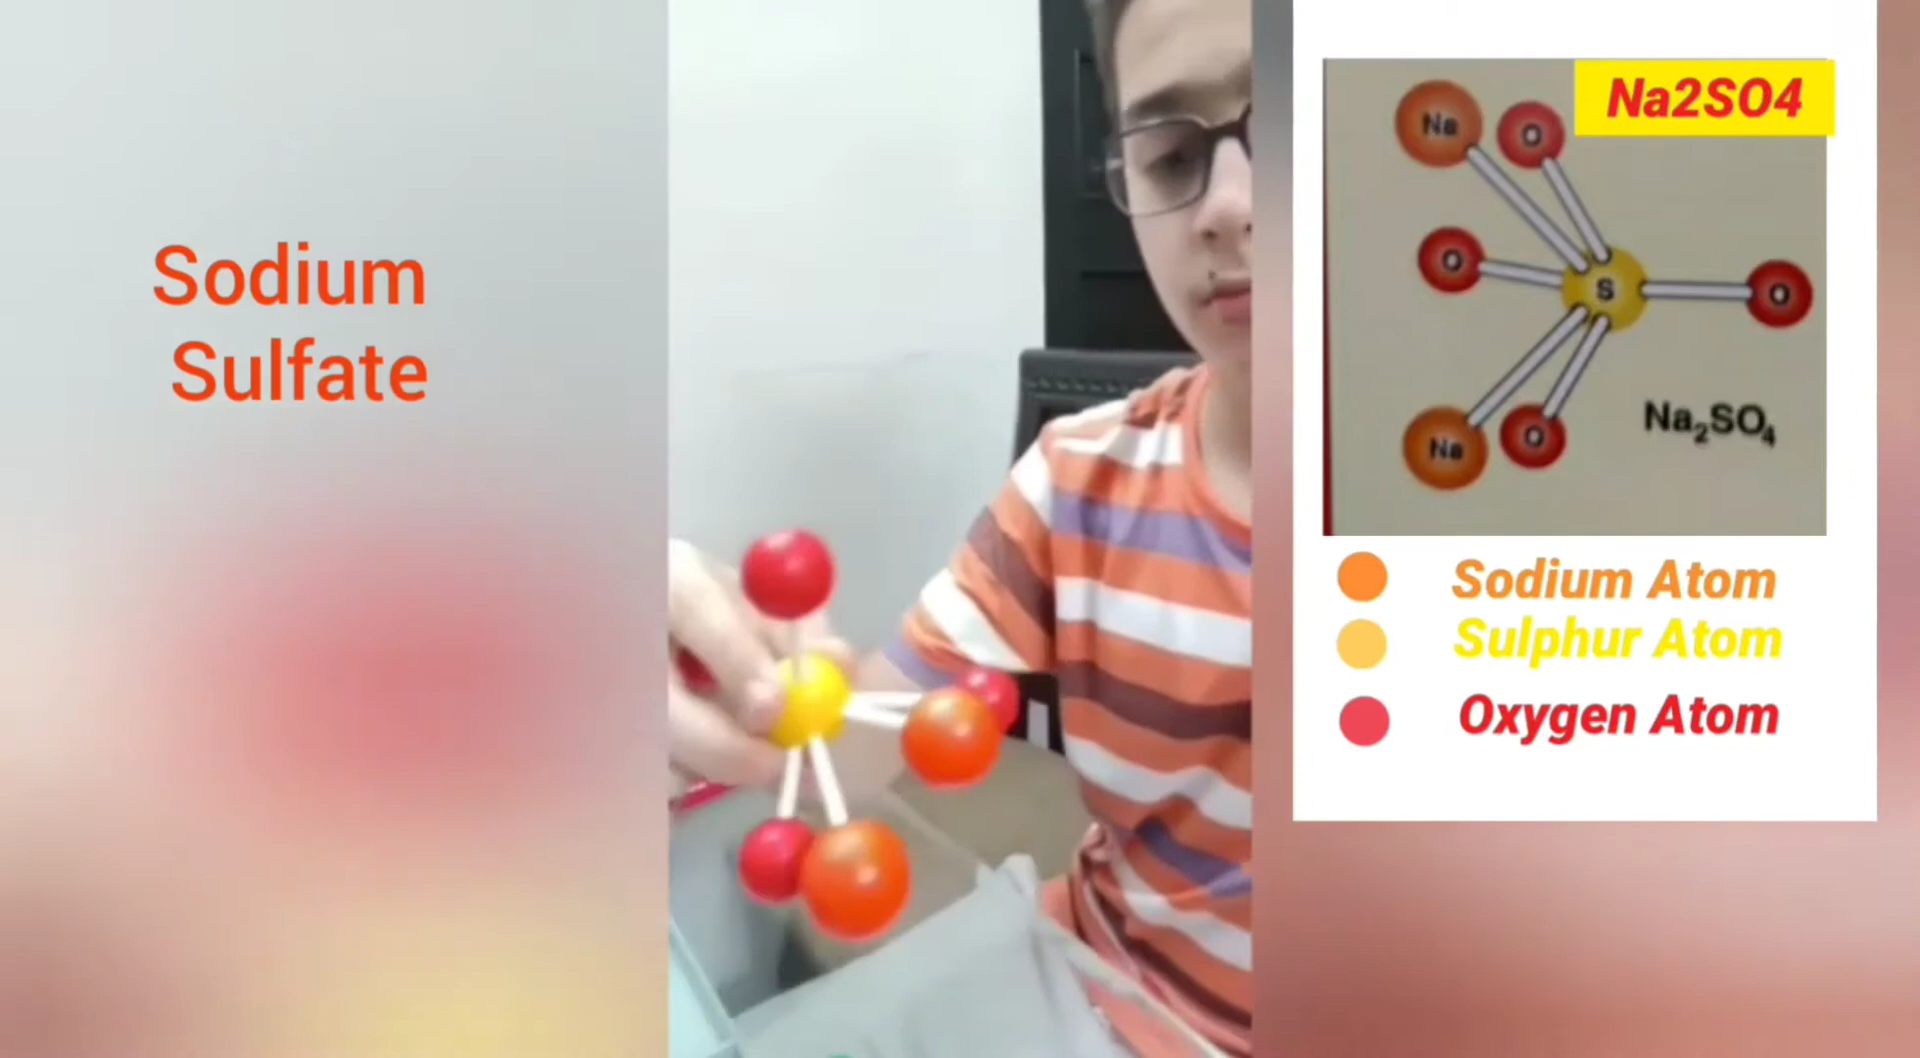 Sodium
Sulfate
Na2SO4
Na
O
O
S
O
Na
O
Na₂SO₄
Sodium Atom
Sulphur Atom
Oxygen Atom